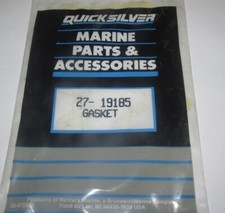 QUICKSILVER
MARINE
PARTS &
ACCESSORIES
27- 19185
GASKET